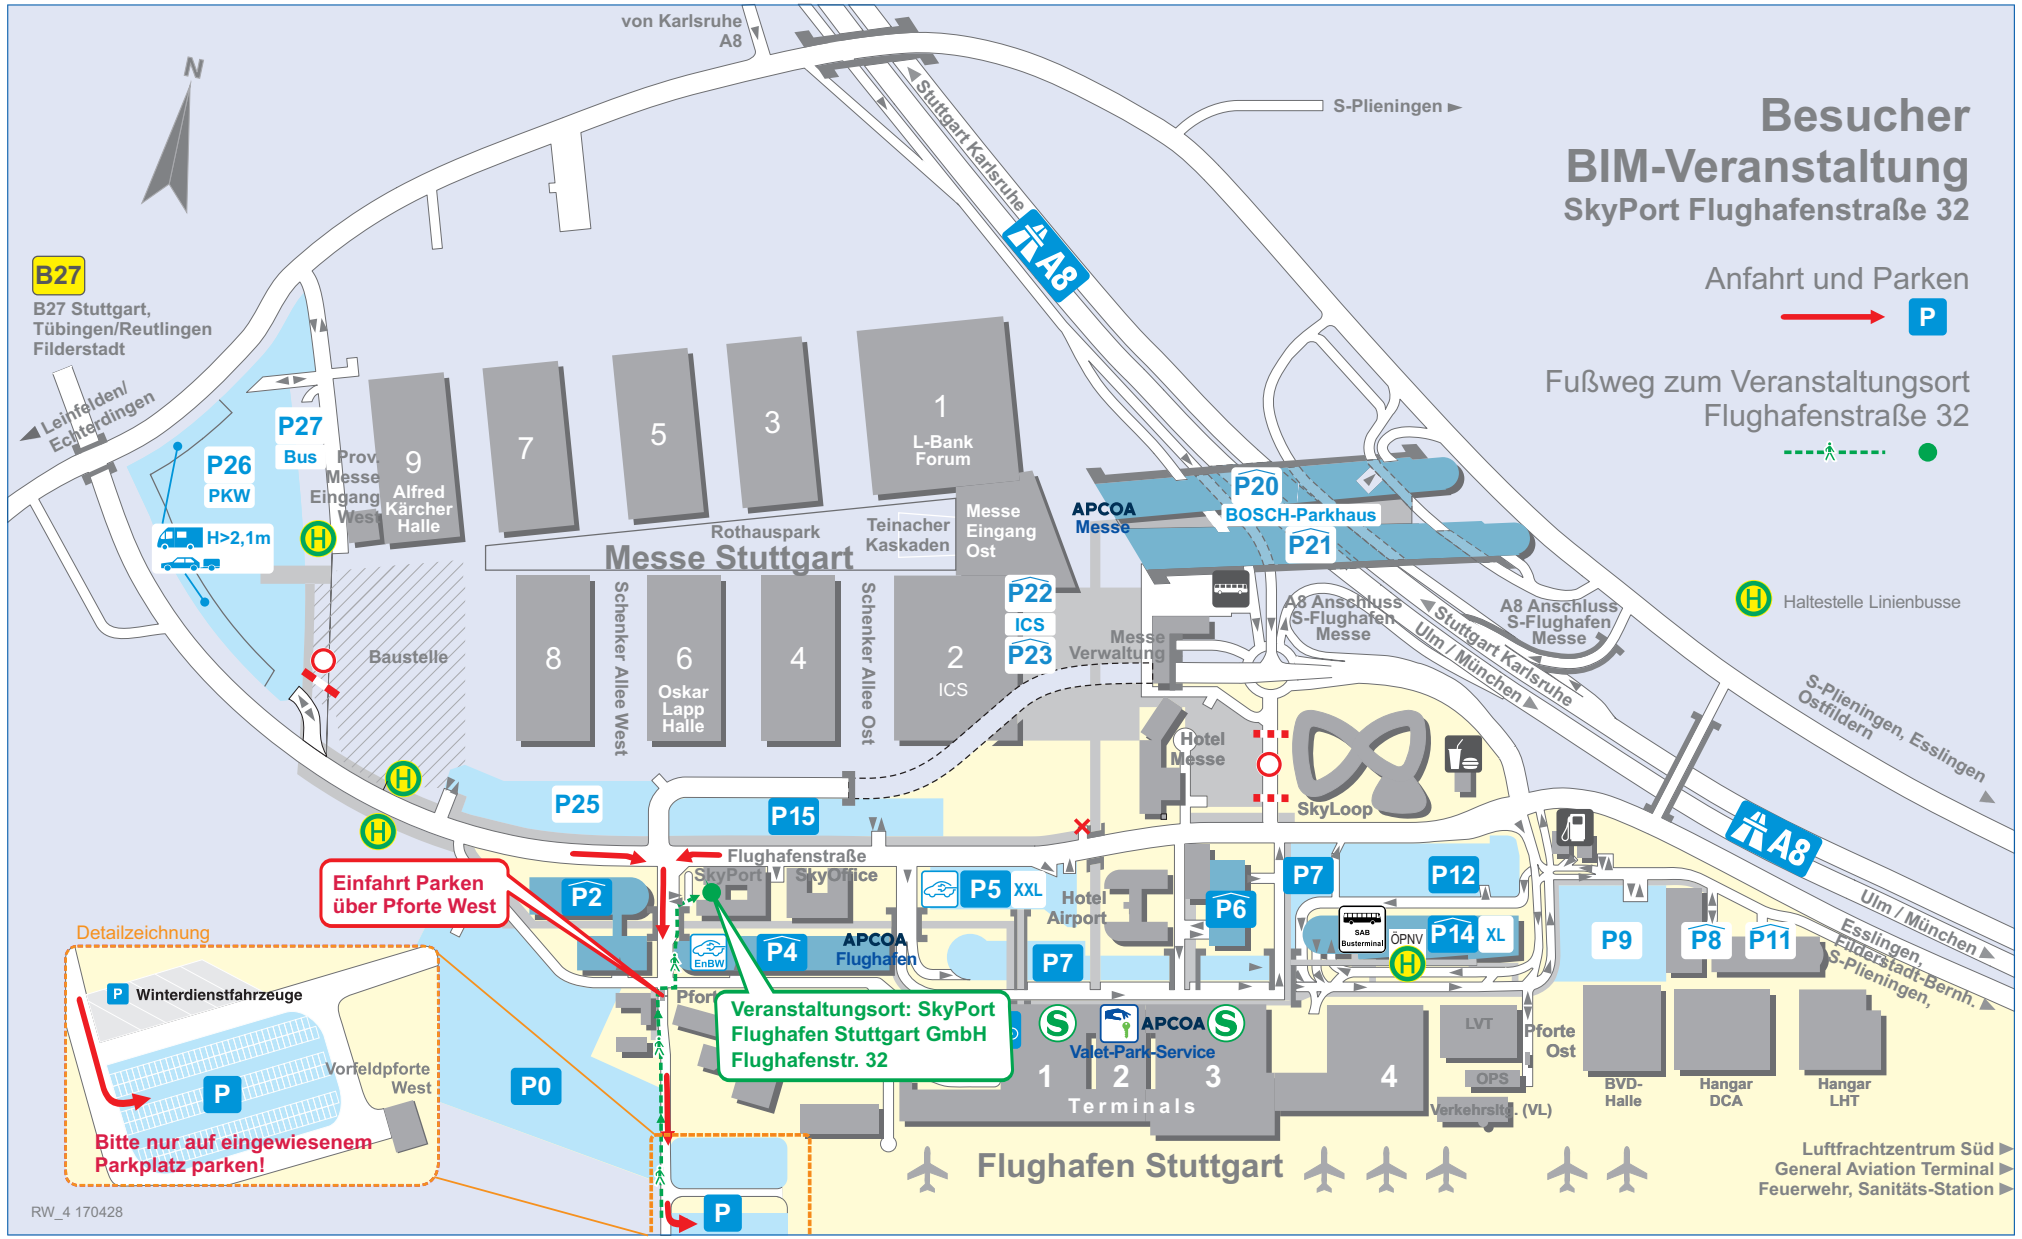 von Karlsruhe
A8
N
S-Plieningen
Besucher
BIM-Veranstaltung
SkyPort Flughafenstraße 32
Anfahrt und Parken
P
Fußweg zum Veranstaltungsort
Flughafenstraße 32
H
Haltestelle Linienbusse
Stuttgart Karlsruhe
A8
B27
B27 Stuttgart,
Tübingen/Reutlingen
Filderstadt
Leinfelden/
Echterdingen
P27
Bus
P26
PKW
H>2,1m
Prov.
Messe
Eingang
West
H
9
Alfred
Kärcher
Halle
7
5
3
1
L-Bank
Forum
Rothauspark
Messe Stuttgart
Teinacher
Kaskaden
Messe
Eingang
Ost
APCOA
Messe
P20
BOSCH-Parkhaus
P21
P22
ICS
P23
Messe
Verwaltung
A8 Anschluss
S-Flughafen
Messe
A8 Anschluss
S-Flughafen
Messe
Stuttgart Karlsruhe
Ulm / München
S-Plieningen, Esslingen
Ostfildern
Baustelle
8
Schenker Allee West
6
Oskar
Lapp
Halle
4
Schenker Allee Ost
2
ICS
Hotel
Messe
SkyLoop
H
H
P25
P15
A8
Ulm / München
Esslingen,
Filderstadt-Bernh.
S-Plieningen,
Einfahrt Parken
über Pforte West
Flughafenstraße
SkyPort
SkyOffice
P2
P4
EnBW
APCOA
Flughafen
P5
XXL
Hotel
Airport
P7
P6
P7
P12
SAB
Busterminal
ÖPNV
H
P14
XL
P9
P8
P11
Detailzeichnung
P
Winterdienstfahrzeuge
P
Vorfeldpforte
West
Bitte nur auf eingewiesenem
Parkplatz parken!
P0
Veranstaltungsort: SkyPort
Flughafen Stuttgart GmbH
Flughafenstr. 32
S
APCOA
S
Valet-Park-Service
1
2
3
4
Terminals
LVT
Pforte
Ost
OPS
Verkehrsltg. (VL)
BVD-
Halle
Hangar
DCA
Hangar
LHT
Flughafen Stuttgart
Luftfrachtzentrum Süd
General Aviation Terminal
Feuerwehr, Sanitäts-Station
P
RW_4 170428